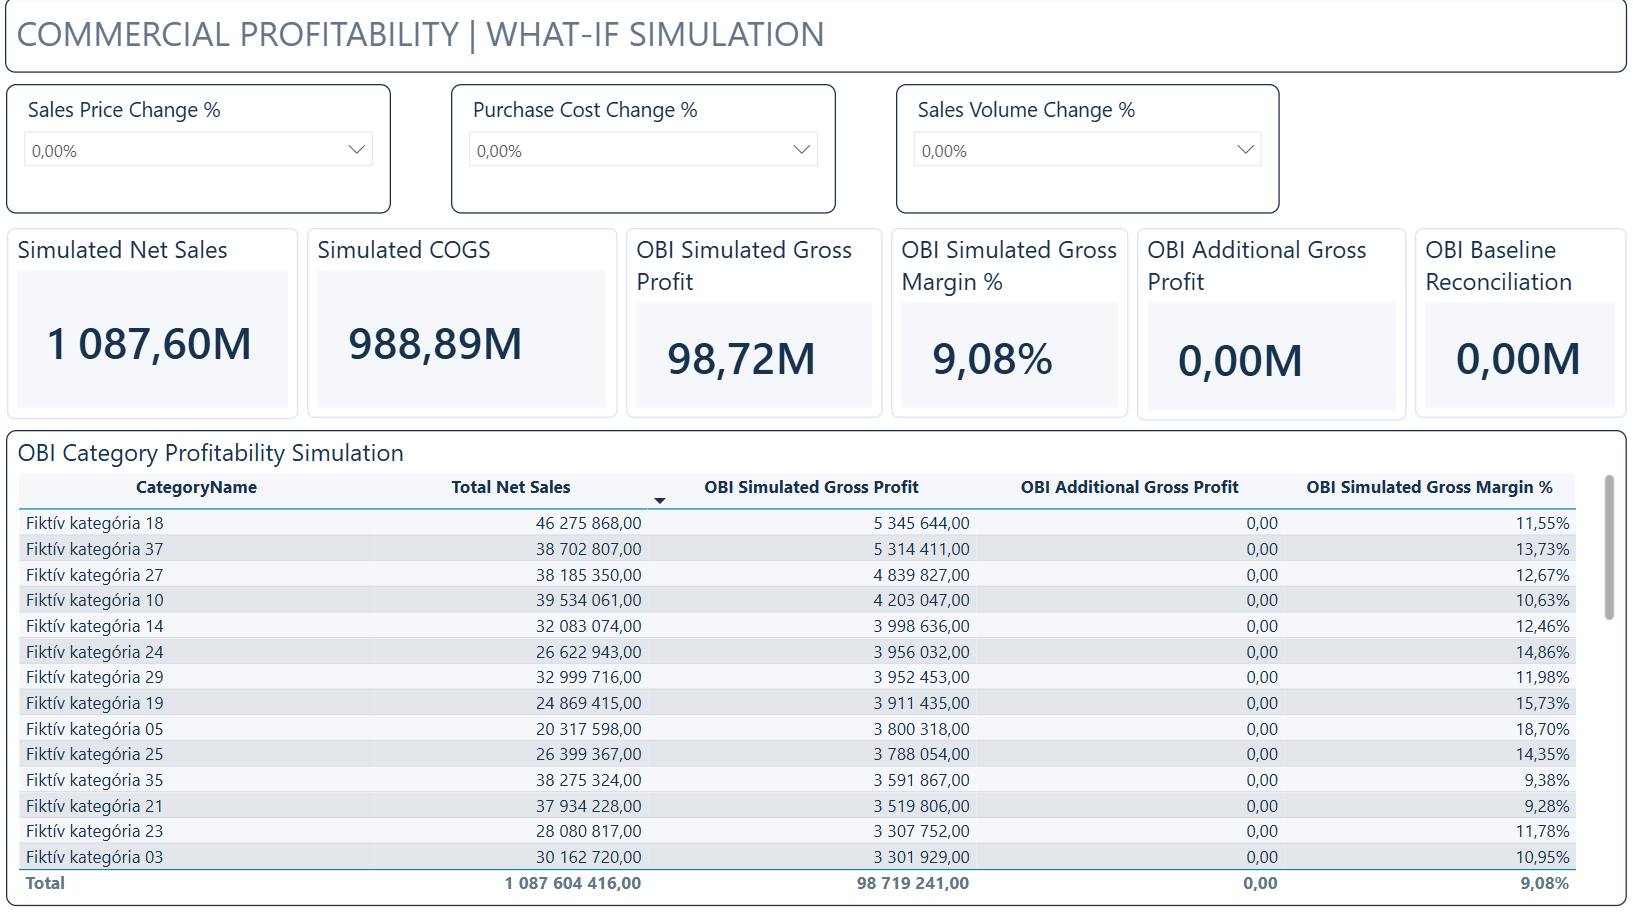 COMMERCIAL PROFITABILITY | WHAT-IF SIMULATION
Sales Price Change %
0,00%
Purchase Cost Change %
0,00%
Sales Volume Change %
0,00%
Simulated Net Sales
1 087,60M
Simulated COGS
988,89M
OBI Simulated Gross
Profit
98,72M
OBI Simulated Gross
Margin %
9,08%
OBI Additional Gross
Profit
0,00M
OBI Baseline
Reconciliation
0,00M
OBI Category Profitability Simulation
CategoryName Total Net Sales OBI Simulated Gross Profit OBI Additional Gross Profit OBI Simulated Gross Margin %
Fiktív kategória 18 46 275 868,00 5 345 644,00 0,00 11,55%
Fiktív kategória 37 38 702 807,00 5 314 411,00 0,00 13,73%
Fiktív kategória 27 38 185 350,00 4 839 827,00 0,00 12,67%
Fiktív kategória 10 39 534 061,00 4 203 047,00 0,00 10,63%
Fiktív kategória 14 32 083 074,00 3 998 636,00 0,00 12,46%
Fiktív kategória 24 26 622 943,00 3 956 032,00 0,00 14,86%
Fiktív kategória 29 32 999 716,00 3 952 453,00 0,00 11,98%
Fiktív kategória 19 24 869 415,00 3 911 435,00 0,00 15,73%
Fiktív kategória 05 20 317 598,00 3 800 318,00 0,00 18,70%
Fiktív kategória 25 26 399 367,00 3 788 054,00 0,00 14,35%
Fiktív kategória 35 38 275 324,00 3 591 867,00 0,00 9,38%
Fiktív kategória 21 37 934 228,00 3 519 806,00 0,00 9,28%
Fiktív kategória 23 28 080 817,00 3 307 752,00 0,00 11,78%
Fiktív kategória 03 30 162 720,00 3 301 929,00 0,00 10,95%
Total 1 087 604 416,00 98 719 241,00 0,00 9,08%